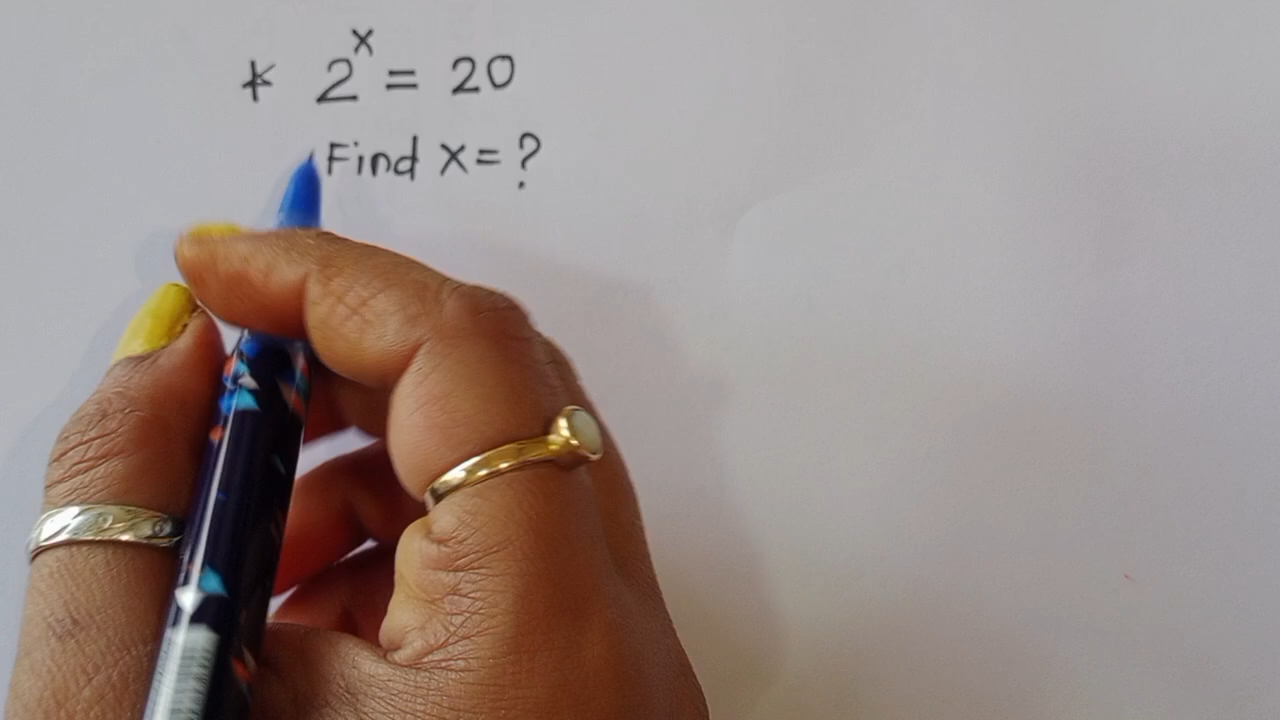 * 2^x = 20
Find x = ?